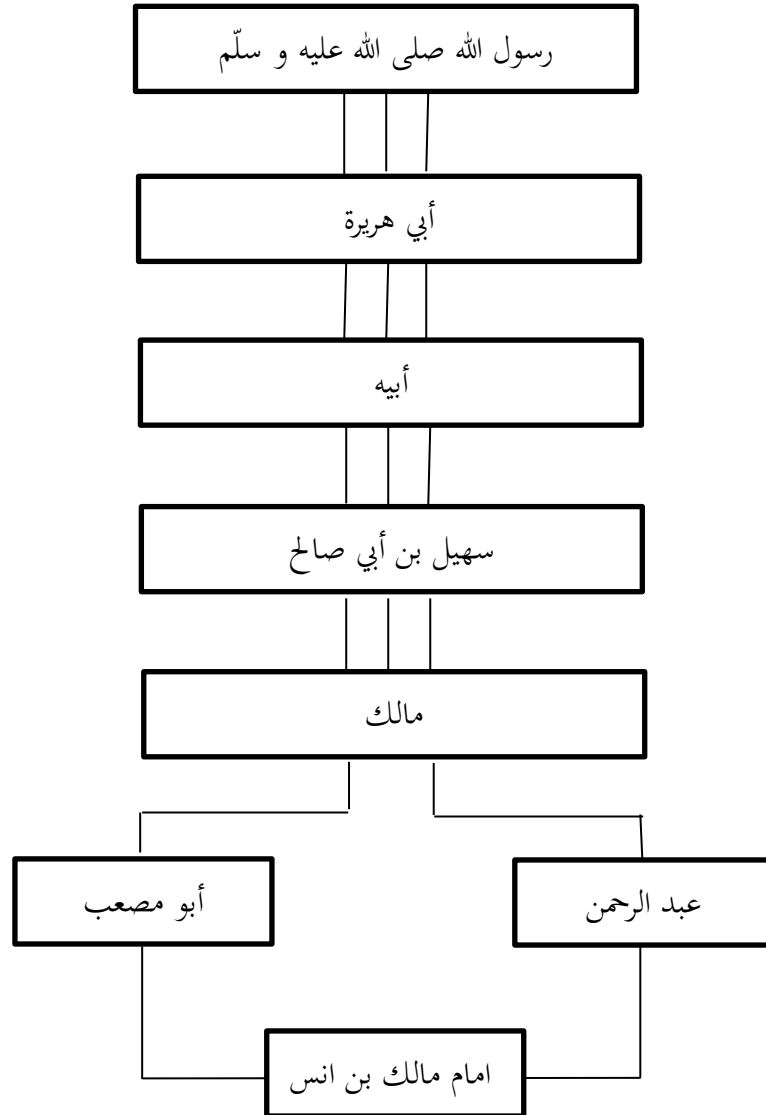 رسول الله صلى الله عليه و سلّم
أبي هريرة
أبيه
سهيل بن أبي صالح
مالك
أبو مصعب
عبد الرحمن
امام مالك بن انس